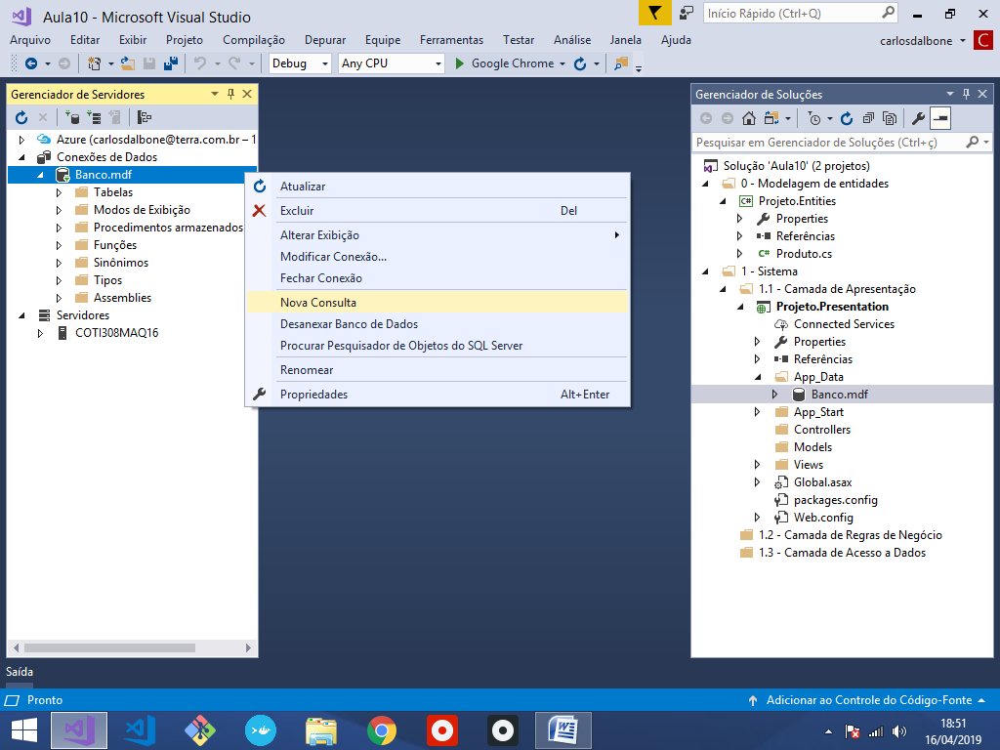 Aula10 - Microsoft Visual Studio
Início Rápido (Ctrl+Q)
Arquivo Editar Exibir Projeto Compilação Depurar Equipe Ferramentas Testar Análise Janela Ajuda
carlosdalbone
C
Debug Any CPU Google Chrome
Gerenciador de Servidores
Azure (carlosdalbone@terra.com.br – 1
Conexões de Dados
Banco.mdf
Tabelas
Modos de Exibição
Procedimentos armazenados
Funções
Sinônimos
Tipos
Assemblies
Servidores
COTI308MAQ16
Atualizar
Excluir Del
Alterar Exibição
Modificar Conexão...
Fechar Conexão
Nova Consulta
Desanexar Banco de Dados
Procurar Pesquisador de Objetos do SQL Server
Renomear
Propriedades Alt+Enter
Gerenciador de Soluções
Pesquisar em Gerenciador de Soluções (Ctrl+ç)
Solução 'Aula10' (2 projetos)
0 - Modelagem de entidades
C# Projeto.Entities
Properties
Referências
C# Produto.cs
1 - Sistema
1.1 - Camada de Apresentação
Projeto.Presentation
Connected Services
Properties
Referências
App_Data
Banco.mdf
App_Start
Controllers
Models
Views
Global.asax
packages.config
Web.config
1.2 - Camada de Regras de Negócio
1.3 - Camada de Acesso a Dados
Saída
Pronto
Adicionar ao Controle do Código-Fonte
18:51
16/04/2019